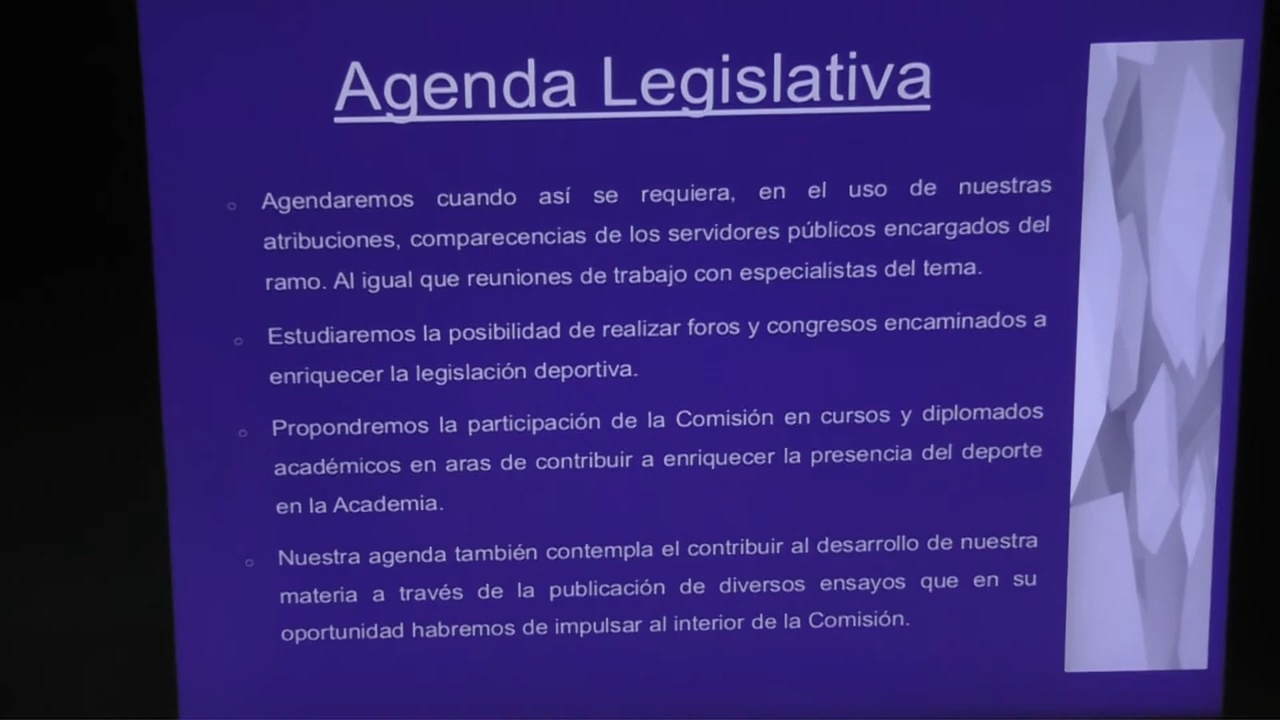 Agenda Legislativa
Agendaremos cuando así se requiera, en el uso de nuestras
atribuciones, comparecencias de los servidores públicos encargados del
ramo. Al igual que reuniones de trabajo con especialistas del tema.
Estudiaremos la posibilidad de realizar foros y congresos encaminados a
enriquecer la legislación deportiva.
Propondremos la participación de la Comisión en cursos y diplomados
académicos en aras de contribuir a enriquecer la presencia del deporte
en la Academia.
Nuestra agenda también contempla el contribuir al desarrollo de nuestra
materia a través de la publicación de diversos ensayos que en su
oportunidad habremos de impulsar al interior de la Comisión.